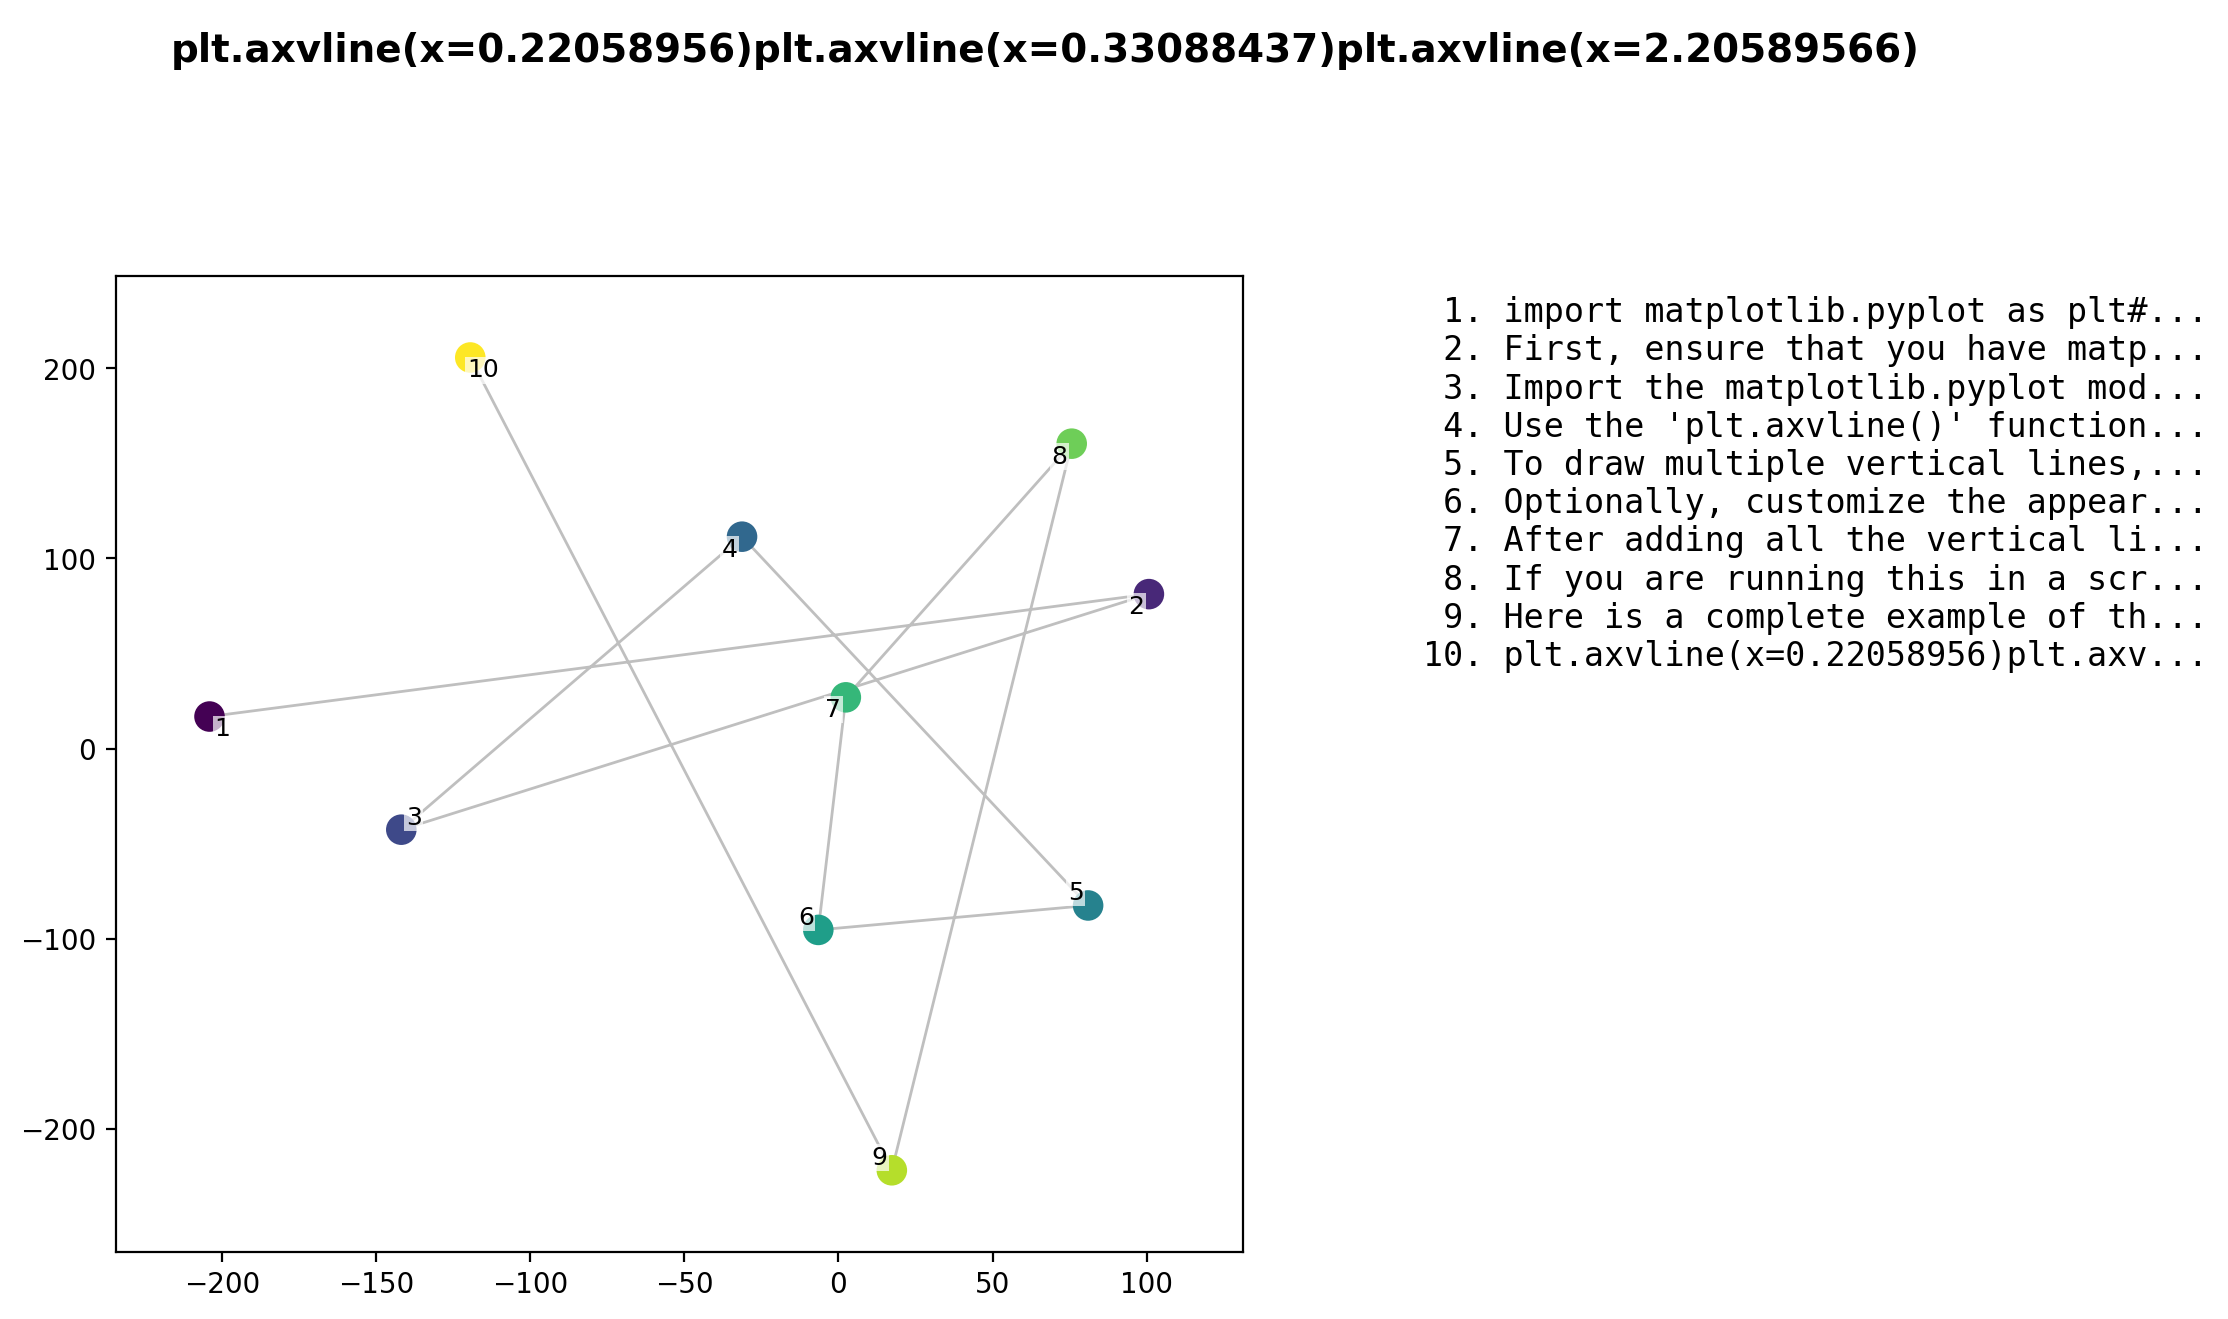 plt.axvline(x=0.22058956)plt.axvline(x=0.33088437)plt.axvline(x=2.20589566)
200
100
0
−100
−200
−200
−150
−100
−50
0
50
100
10
8
4
2
7
1
3
5
6
9
1. import matplotlib.pyplot as plt#...
2. First, ensure that you have matp...
3. Import the matplotlib.pyplot mod...
4. Use the 'plt.axvline()' function...
5. To draw multiple vertical lines,...
6. Optionally, customize the appear...
7. After adding all the vertical li...
8. If you are running this in a scr...
9. Here is a complete example of th...
10. plt.axvline(x=0.22058956)plt.axv...